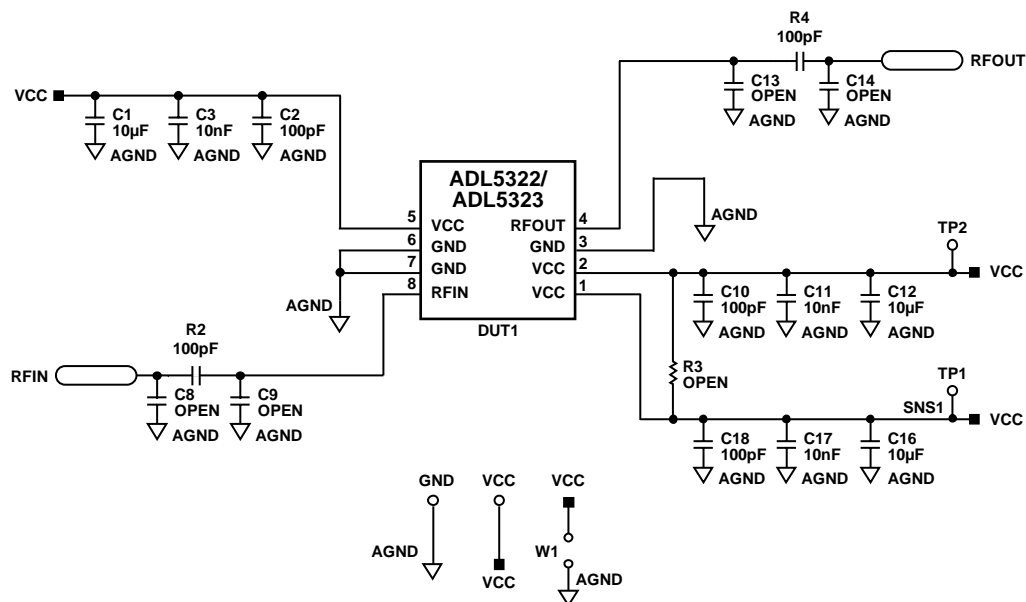 R4
100pF
RFOUT
C13
OPEN
AGND
C14
OPEN
AGND
VCC
C1
10µF
AGND
C3
10nF
AGND
C2
100pF
AGND
ADL5322/
ADL5323
5
VCC
6
GND
7
GND
8
RFIN
RFOUT
4
GND
3
VCC
2
VCC
1
DUT1
AGND
AGND
TP2
VCC
C10
100pF
AGND
C11
10nF
AGND
C12
10µF
AGND
R2
100pF
RFIN
C8
OPEN
AGND
C9
OPEN
AGND
R3
OPEN
TP1
SNS1
VCC
C18
100pF
AGND
C17
10nF
AGND
C16
10µF
AGND
GND
AGND
VCC
VCC
VCC
W1
AGND